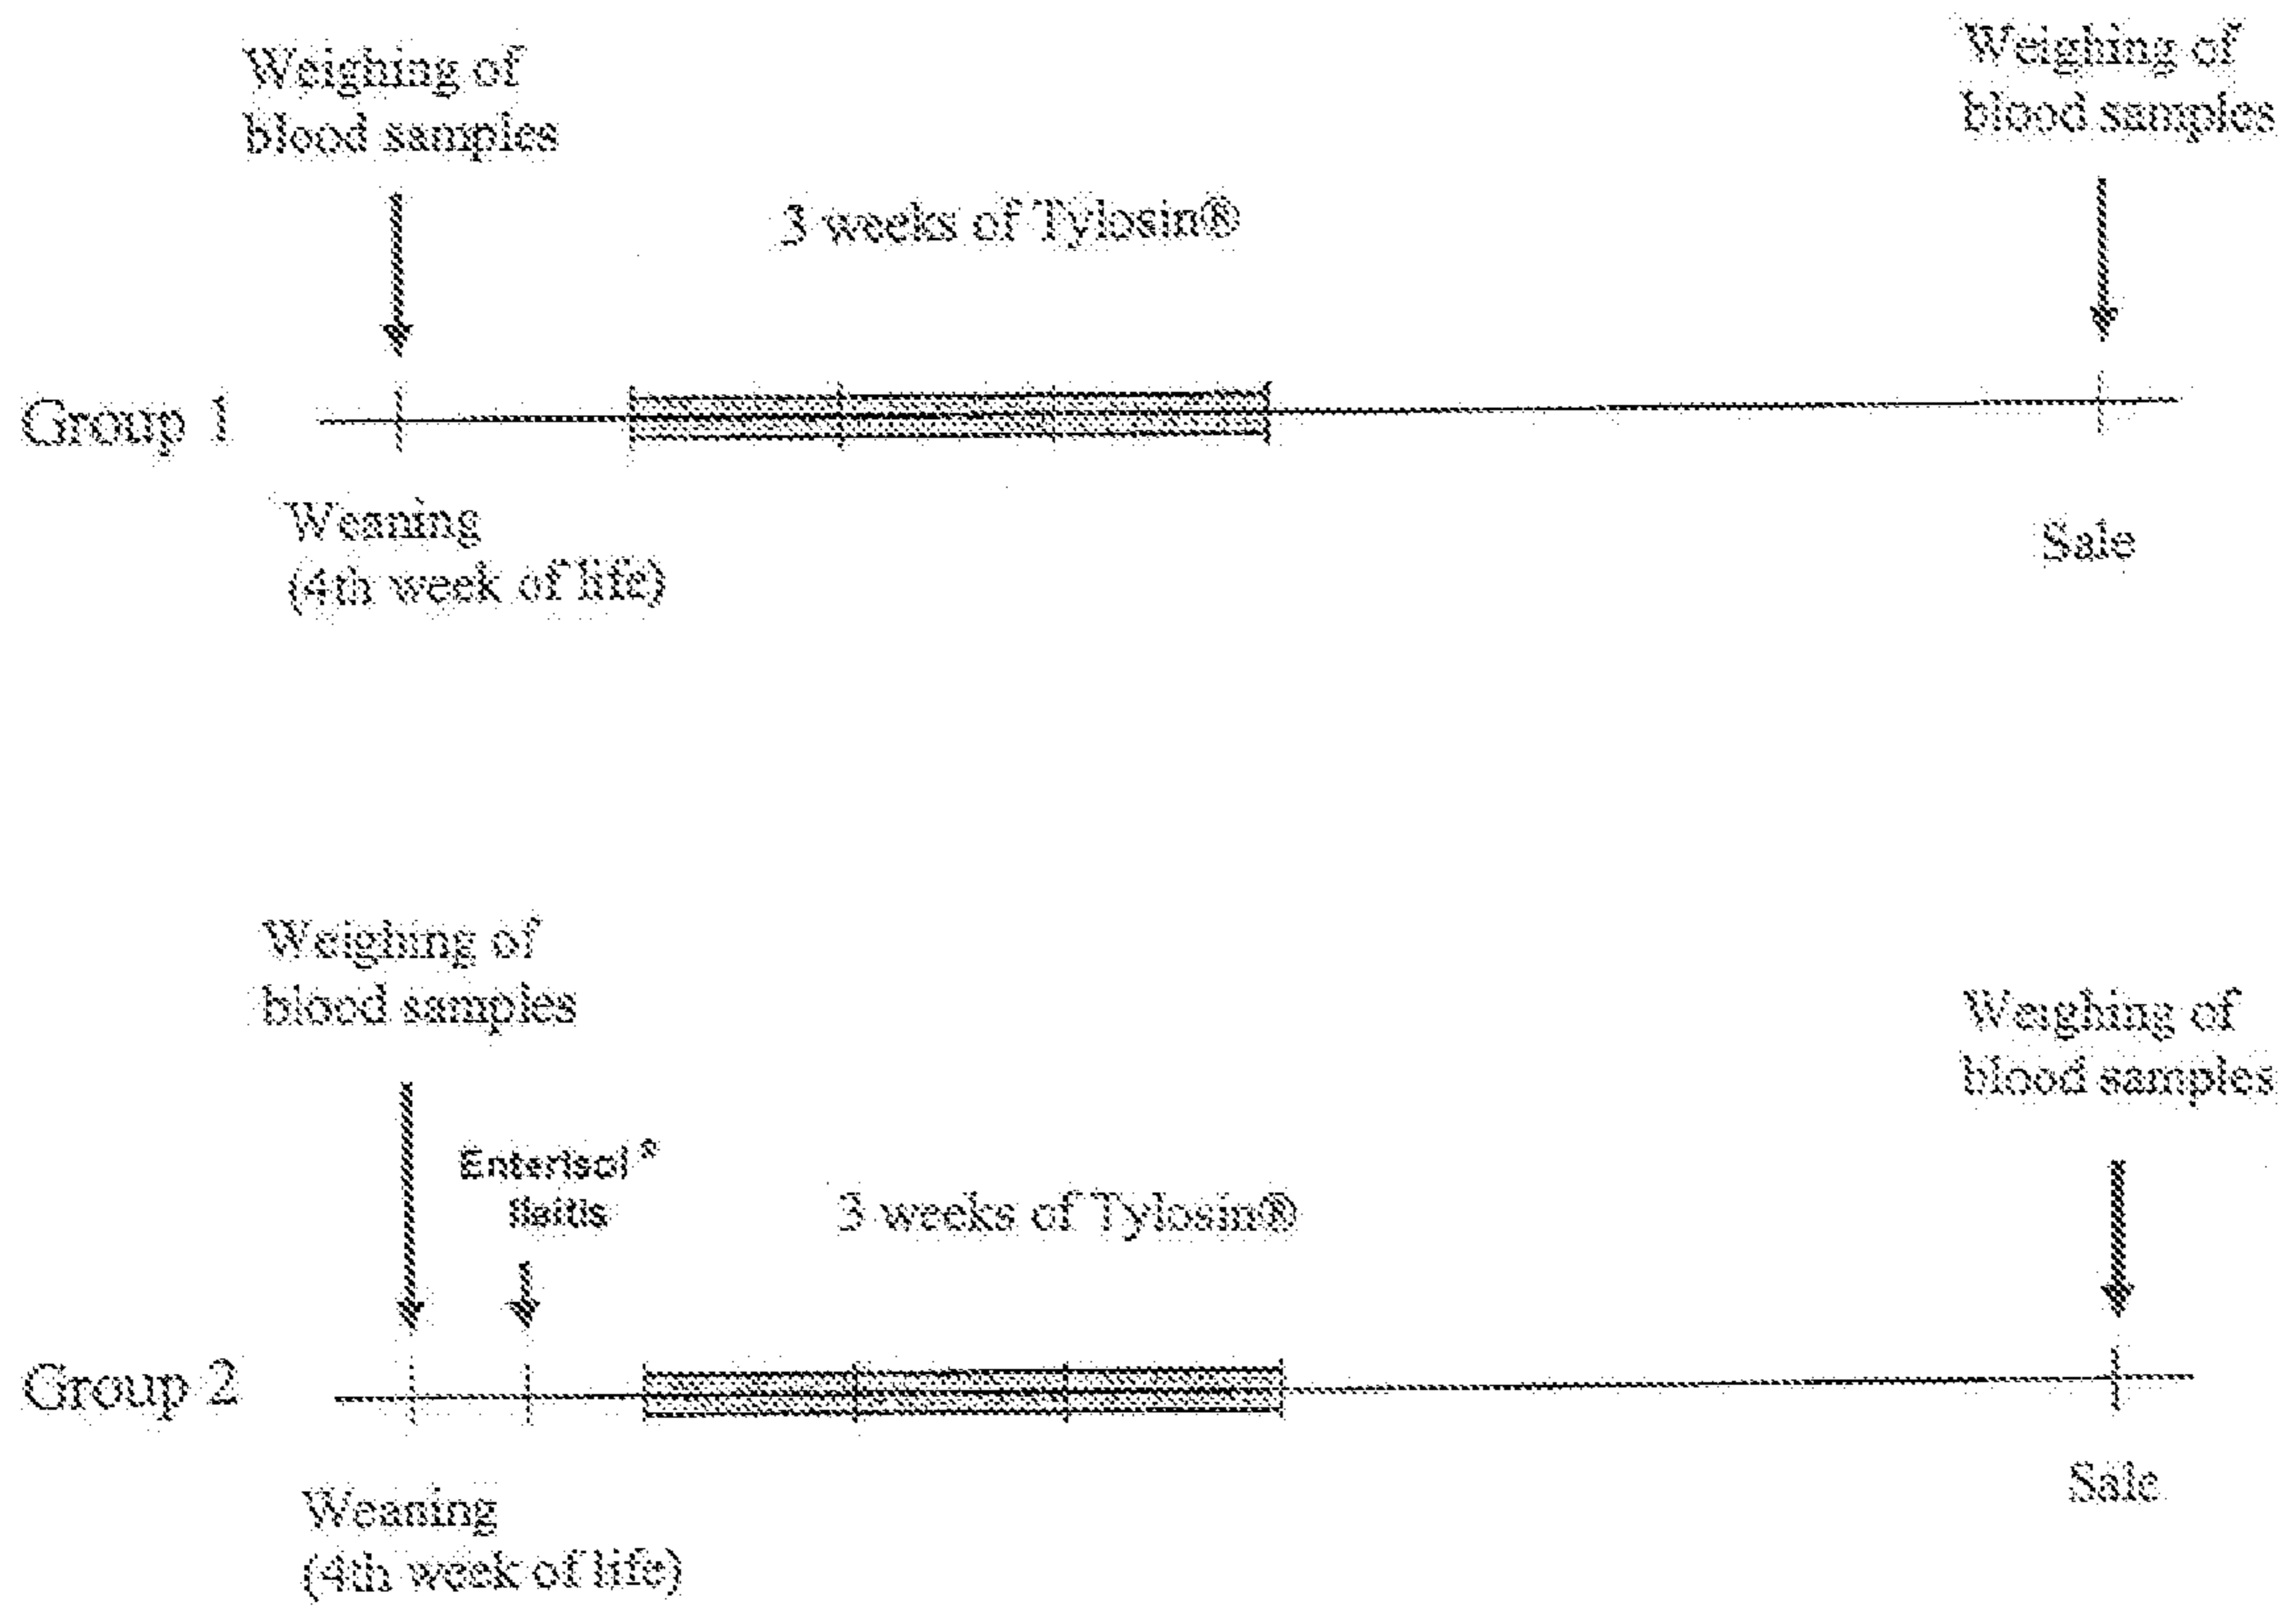 Weighing of
blood samples
Weighing of
blood samples
3 weeks of Tylosin®
Group 1
Weaning
(4th week of life)
Sale
Weighing of
blood samples
Weighing of
blood samples
Enterisol ®
Ileitis
3 weeks of Tylosin®
Group 2
Weaning
(4th week of life)
Sale